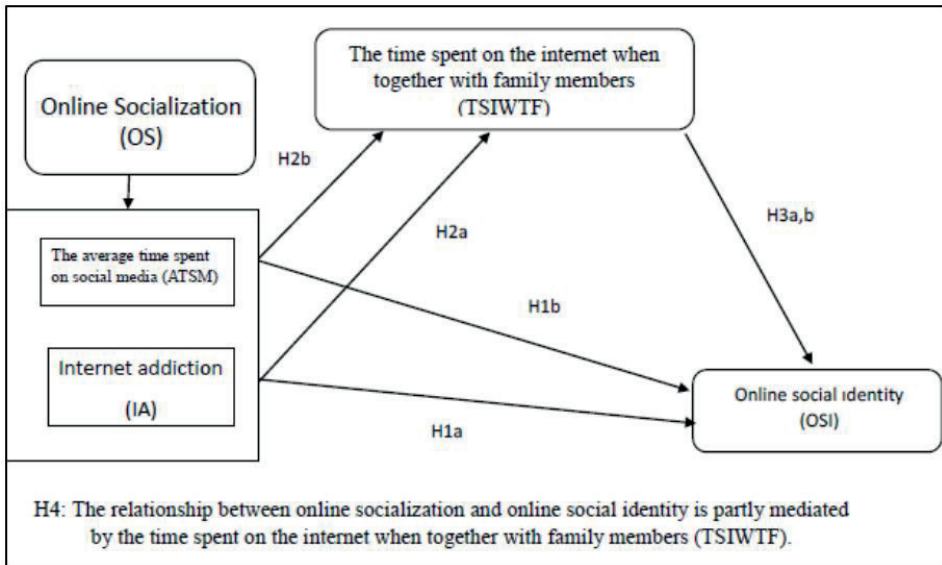 The time spent on the internet when
together with family members
(TSIWTF)
Online Socialization
(OS)
H2b
H2a
H3a,b
The average time spent
on social media (ATSM)
H1b
Internet addiction
(IA)
Online social identity
(OSI)
H1a
H4: The relationship between online socialization and online social identity is partly mediated
by the time spent on the internet when together with family members (TSIWTF).